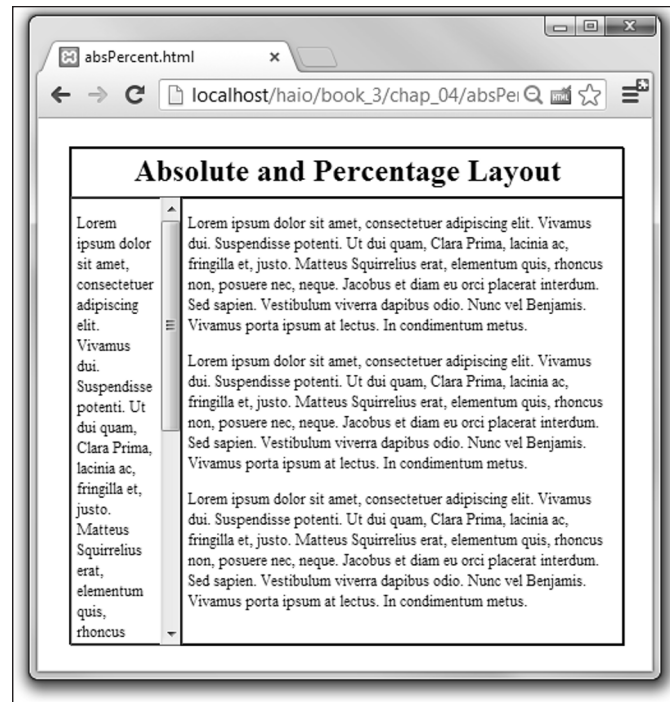 absPercent.html
localhost/haio/book_3/chap_04/absPe
Absolute and Percentage Layout
Lorem
ipsum dolor
sit amet,
consectetuer
adipiscing
elit.
Vivamus
dui.
Suspendisse
potenti. Ut
dui quam,
Clara Prima,
lacinia ac,
fringilla et,
justo.
Matteus
Squirrelius
erat,
elementum
quis,
rhoncus
Lorem ipsum dolor sit amet, consectetuer adipiscing elit. Vivamus
dui. Suspendisse potenti. Ut dui quam, Clara Prima, lacinia ac,
fringilla et, justo. Matteus Squirrelius erat, elementum quis, rhoncus
non, posuere nec, neque. Jacobus et diam eu orci placerat interdum.
Sed sapien. Vestibulum viverra dapibus odio. Nunc vel Benjamis.
Vivamus porta ipsum at lectus. In condimentum metus.
Lorem ipsum dolor sit amet, consectetuer adipiscing elit. Vivamus
dui. Suspendisse potenti. Ut dui quam, Clara Prima, lacinia ac,
fringilla et, justo. Matteus Squirrelius erat, elementum quis, rhoncus
non, posuere nec, neque. Jacobus et diam eu orci placerat interdum.
Sed sapien. Vestibulum viverra dapibus odio. Nunc vel Benjamis.
Vivamus porta ipsum at lectus. In condimentum metus.
Lorem ipsum dolor sit amet, consectetuer adipiscing elit. Vivamus
dui. Suspendisse potenti. Ut dui quam, Clara Prima, lacinia ac,
fringilla et, justo. Matteus Squirrelius erat, elementum quis, rhoncus
non, posuere nec, neque. Jacobus et diam eu orci placerat interdum.
Sed sapien. Vestibulum viverra dapibus odio. Nunc vel Benjamis.
Vivamus porta ipsum at lectus. In condimentum metus.